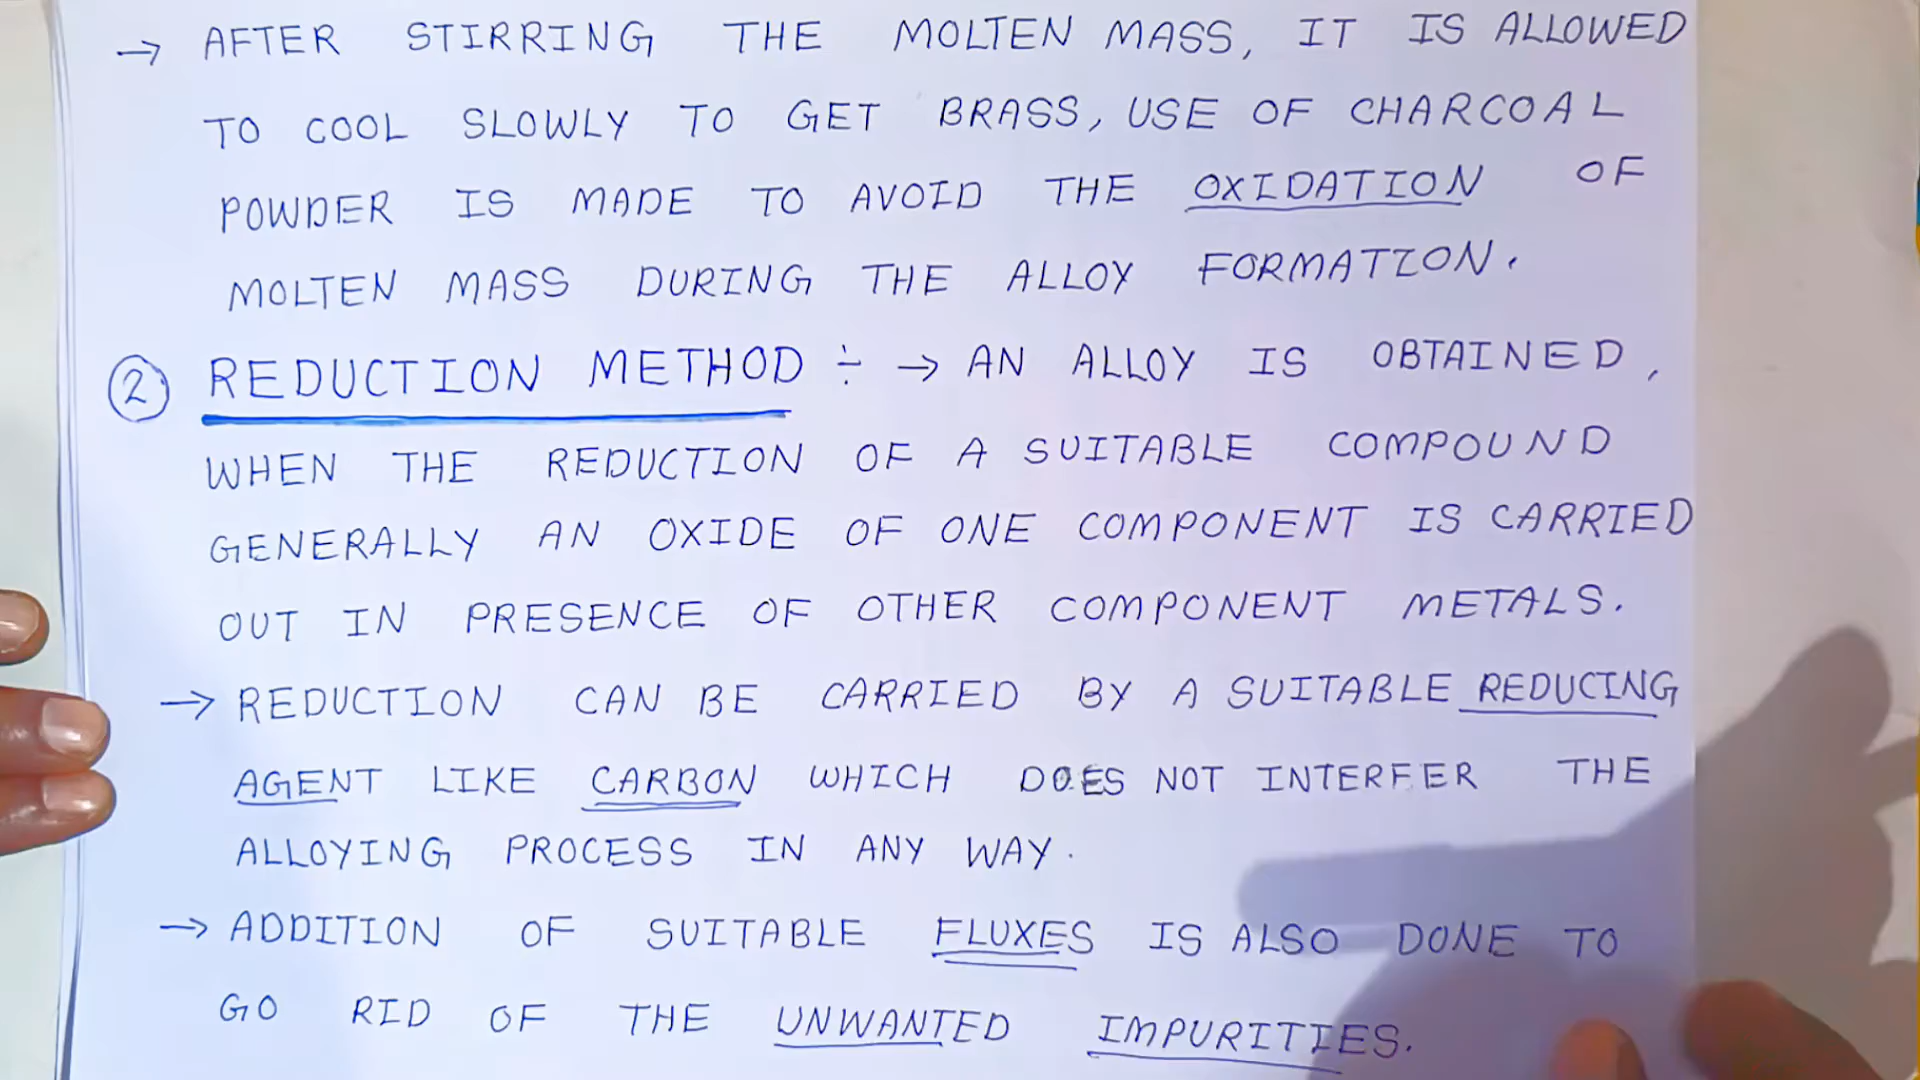 → AFTER STIRRING THE MOLTEN MASS, IT IS ALLOWED
TO COOL SLOWLY TO GET BRASS, USE OF CHARCOAL
POWDER IS MADE TO AVOID THE OXIDATION OF
MOLTEN MASS DURING THE ALLOY FORMATION.
② REDUCTION METHOD ÷ → AN ALLOY IS OBTAINED,
WHEN THE REDUCTION OF A SUITABLE COMPOUND
GENERALLY AN OXIDE OF ONE COMPONENT IS CARRIED
OUT IN PRESENCE OF OTHER COMPONENT METALS.
→ REDUCTION CAN BE CARRIED BY A SUITABLE REDUCING
AGENT LIKE CARBON WHICH DOES NOT INTERFER THE
ALLOYING PROCESS IN ANY WAY.
→ ADDITION OF SUITABLE FLUXES IS ALSO DONE TO
GO RID OF THE UNWANTED IMPURITIES.